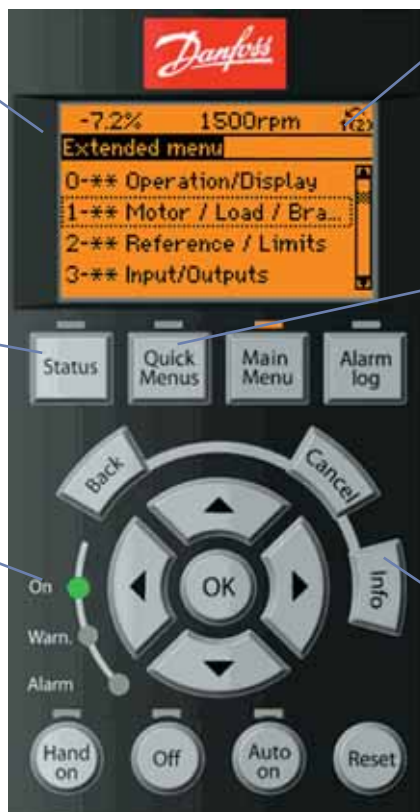 Danfoss
-7.2% 1500rpm 1(2)
Extended menu
0-** Operation/Display
1-** Motor / Load / Bra...
2-** Reference / Limits
3-** Input/Outputs
Status
Quick
Menus
Main
Menu
Alarm
log
Back
Cancel
Info
OK
On
Warn.
Alarm
Hand
on
Off
Auto
on
Reset